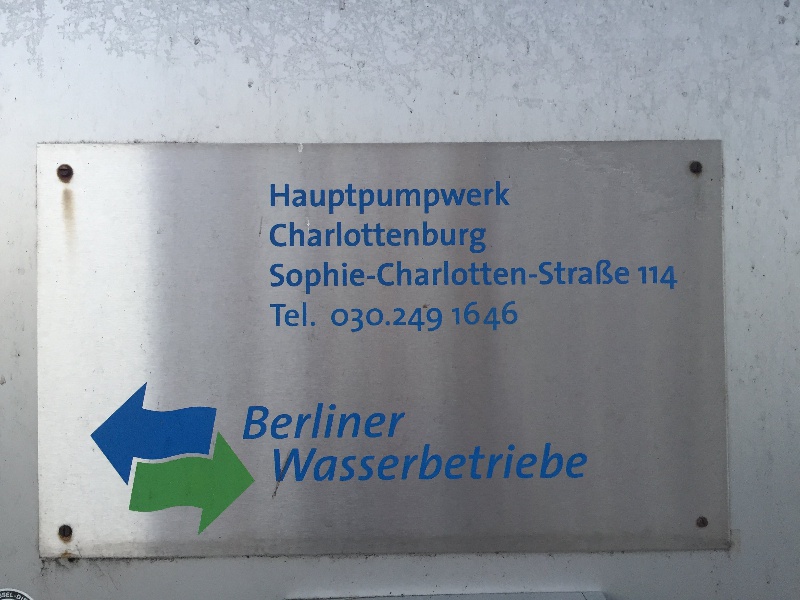 Hauptpumpwerk
Charlottenburg
Sophie-Charlotten-Straße 114
Tel. 030.249 1646
Berliner
Wasserbetriebe